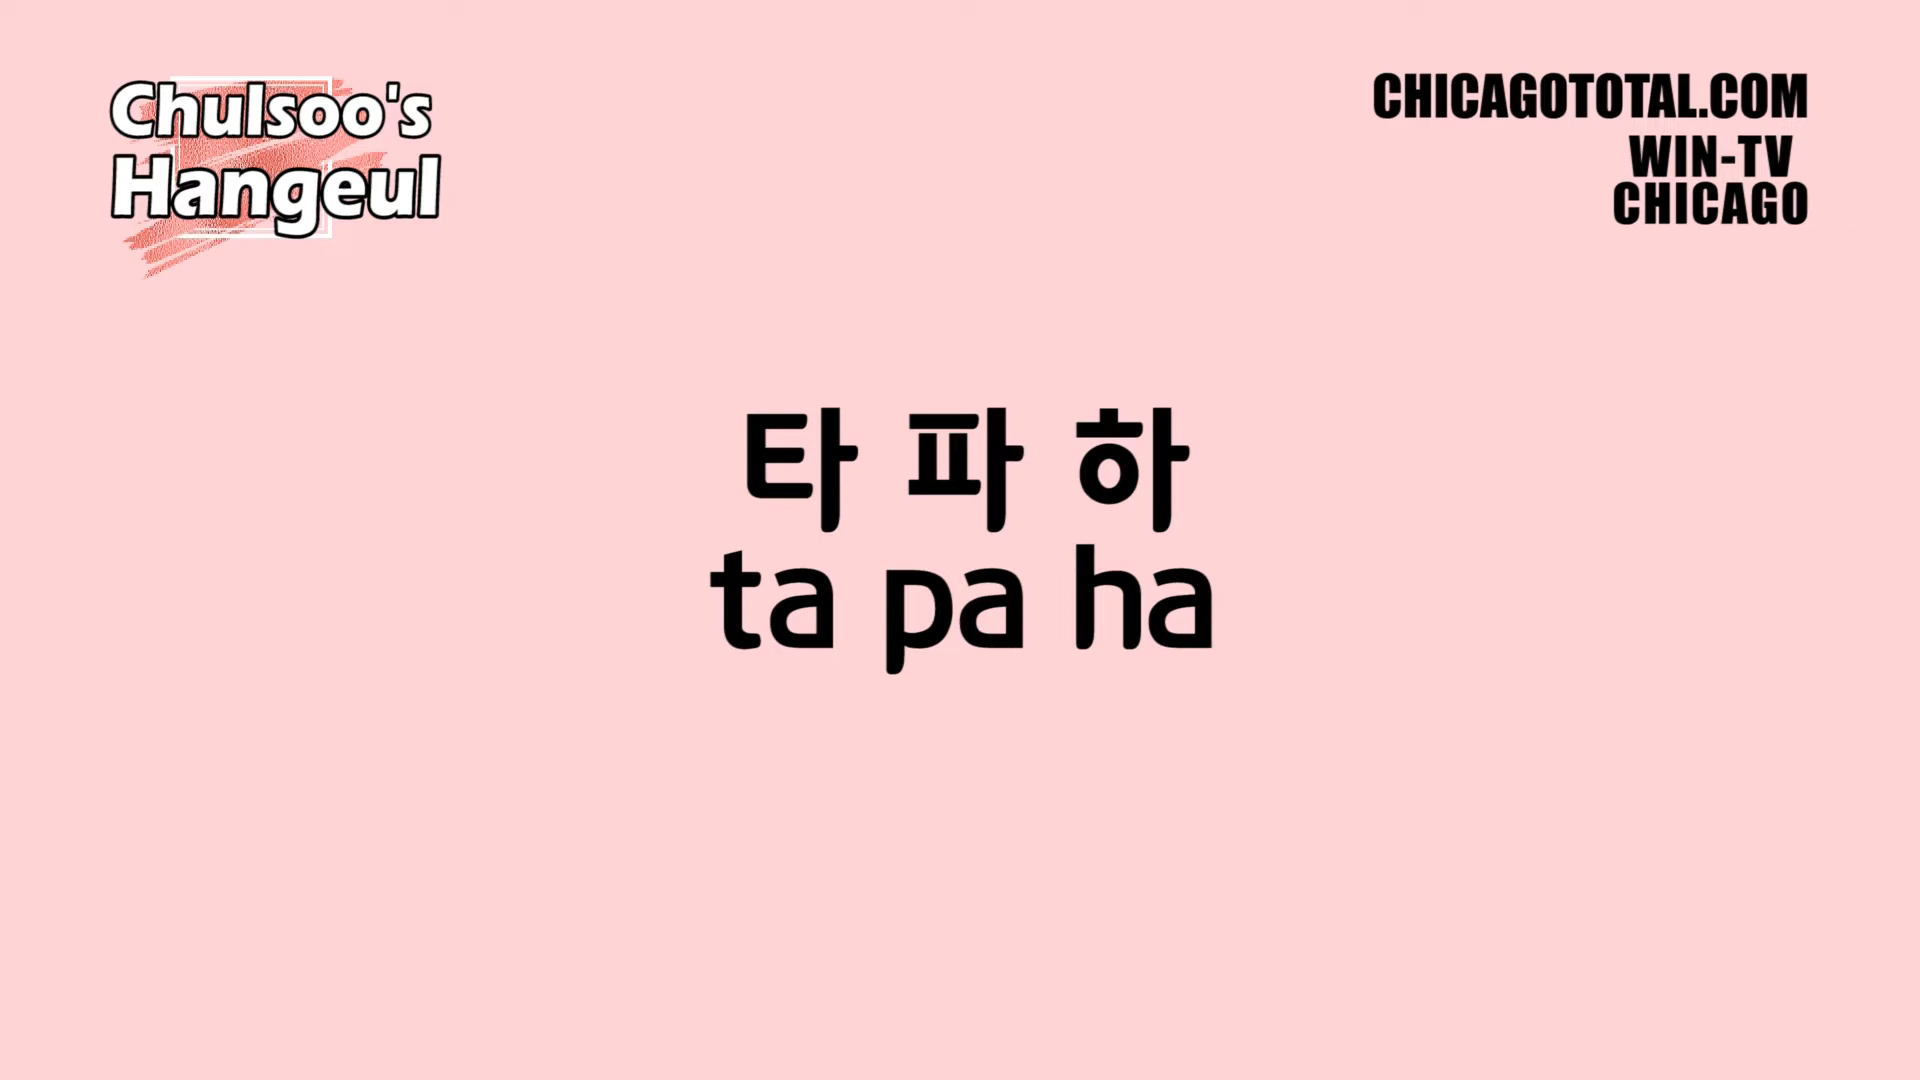 Chulsoo's
Hangeul
CHICAGOTOTAL.COM
WIN-TV
CHICAGO
타 파 하
ta pa ha